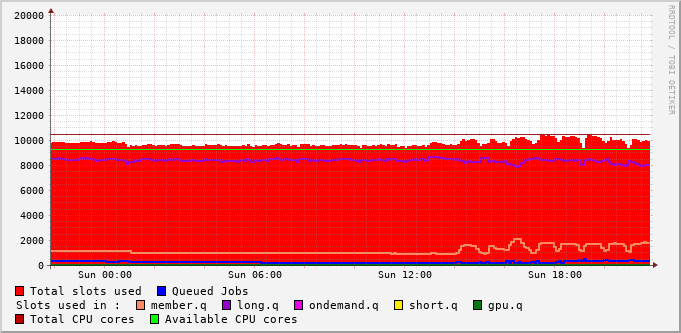 20000
18000
16000
14000
12000
10000
8000
6000
4000
2000
0
Sun 00:00 Sun 06:00 Sun 12:00 Sun 18:00
Total slots used Queued Jobs
Slots used in : member.q long.q ondemand.q short.q gpu.q
Total CPU cores Available CPU cores
RRDTOOL / TOBI OETIKER